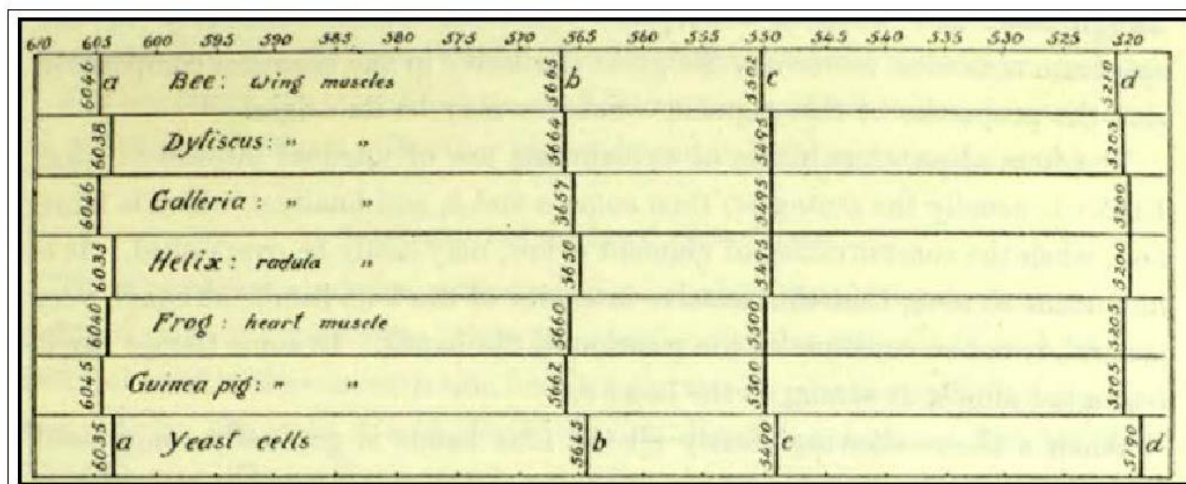 610 605 600 595 590 585 580 575 570 565 560 555 550 545 540 535 530 525 520
6046 a Bee: wing muscles 5665 b 5502 c 5210 d
6038 Dytiscus: " " 5664 5495 5203
6046 Galleria: " " 5657 5495 5200
6035 Helix: radula " 5650 5495 5200
6040 Frog: heart muscle 5660 5500 5205
6045 Guinea pig: " " 5662 5500 5205
6035 a Yeast cells 5645 b 5490 c 5190 d